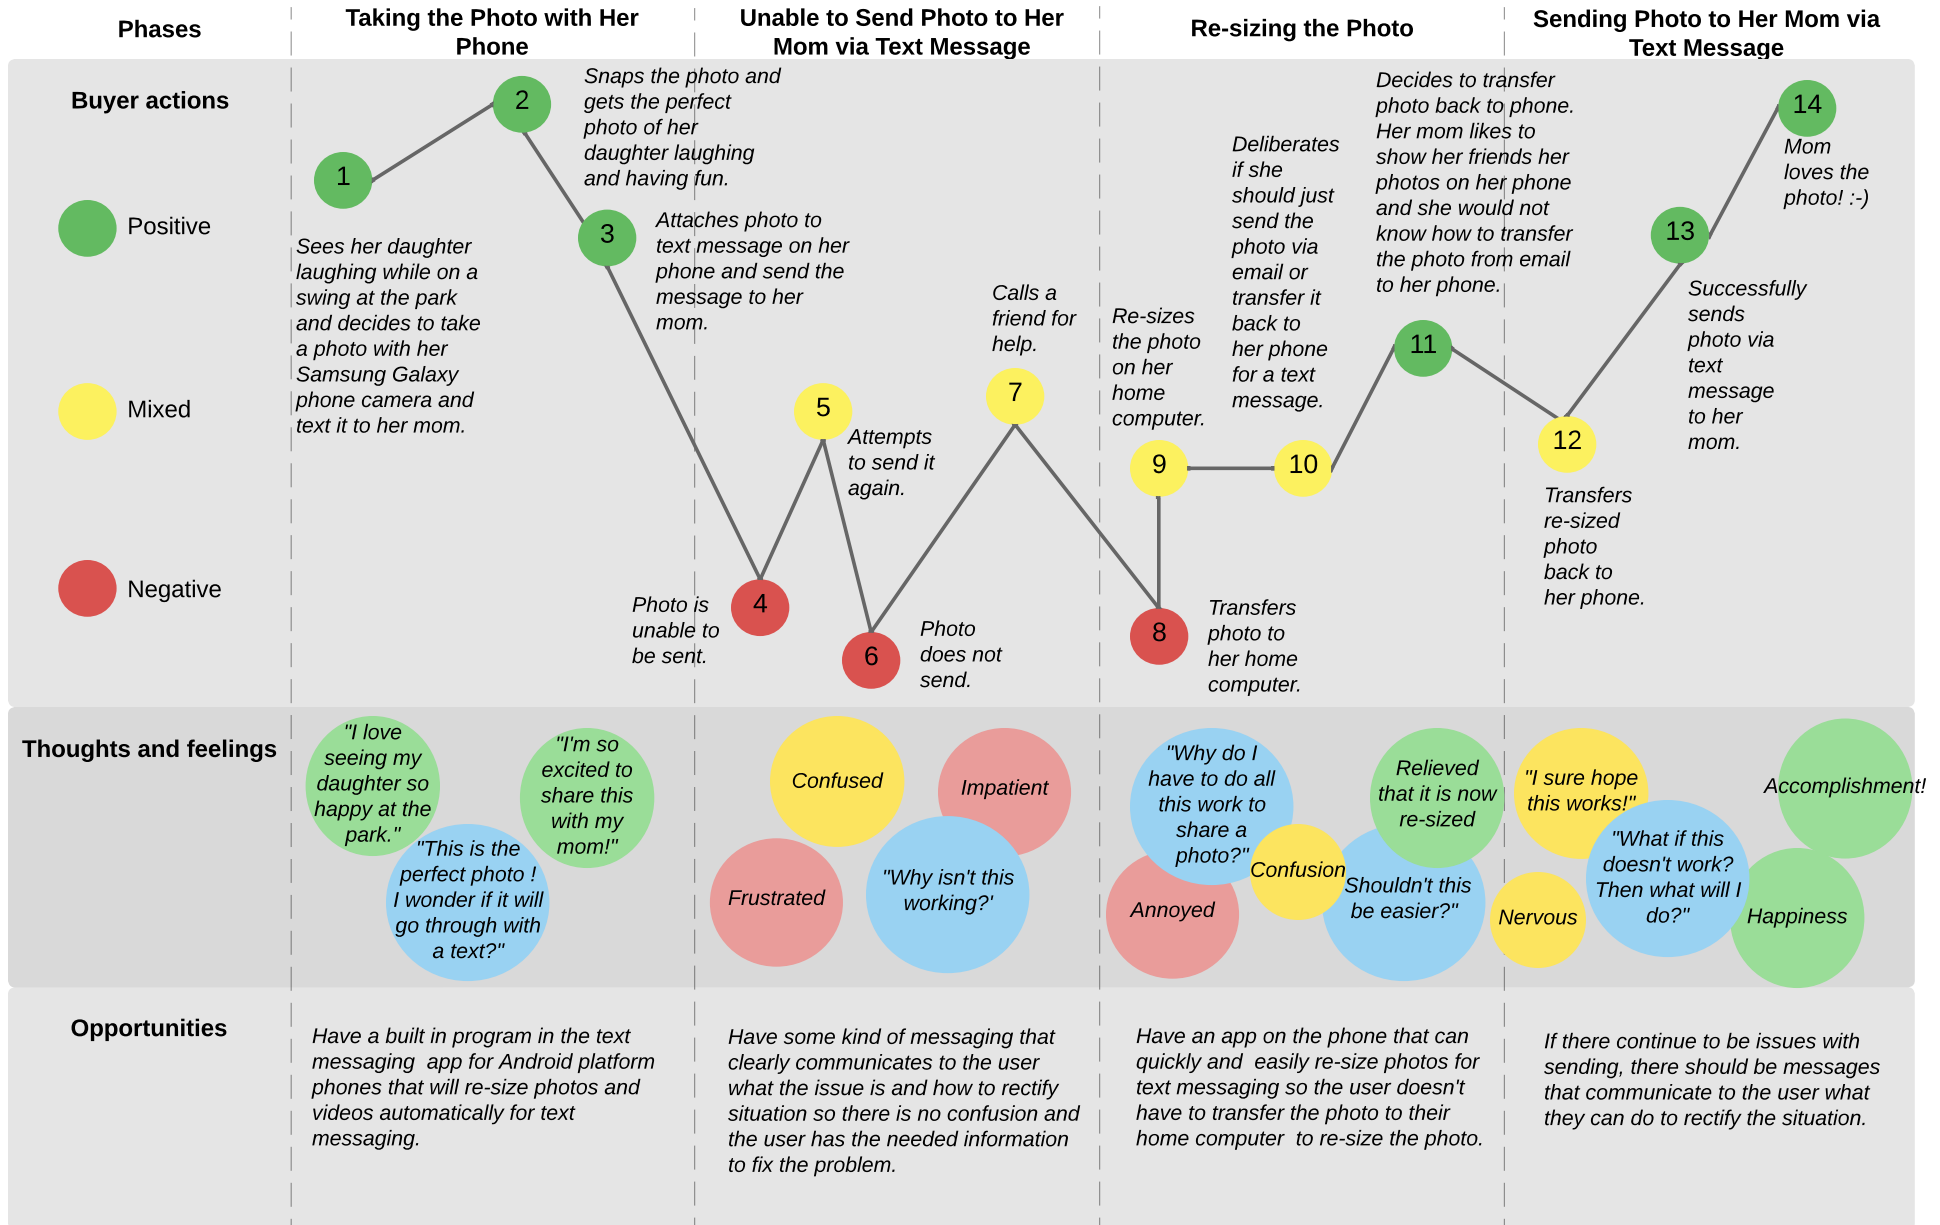 Phases
Taking the Photo with Her
Phone
Unable to Send Photo to Her
Mom via Text Message
Re-sizing the Photo
Sending Photo to Her Mom via
Text Message
Buyer actions
Positive
Mixed
Negative
1
Sees her daughter
laughing while on a
swing at the park
and decides to take
a photo with her
Samsung Galaxy
phone camera and
text it to her mom.
2
Snaps the photo and
gets the perfect
photo of her
daughter laughing
and having fun.
3
Attaches photo to
text message on her
phone and send the
message to her
mom.
4
Photo is
unable to
be sent.
5
Attempts
to send it
again.
6
Photo
does not
send.
7
Calls a
friend for
help.
8
Transfers
photo to
her home
computer.
9
Re-sizes
the photo
on her
home
computer.
10
Deliberates
if she
should just
send the
photo via
email or
transfer it
back to
her phone
for a text
message.
11
Decides to transfer
photo back to phone.
Her mom likes to
show her friends her
photos on her phone
and she would not
know how to transfer
the photo from email
to her phone.
12
Transfers
re-sized
photo
back to
her phone.
13
Successfully
sends
photo via
text
message
to her
mom.
14
Mom
loves the
photo! :-)
Thoughts and feelings
"I love
seeing my
daughter so
happy at the
park."
"This is the
perfect photo !
I wonder if it will
go through with
a text?"
"I'm so
excited to
share this
with my
mom!"
Confused
Impatient
Frustrated
"Why isn't this
working?'
"Why do I
have to do all
this work to
share a
photo?"
Annoyed
Confusion
Shouldn't this
be easier?"
Relieved
that it is now
re-sized
"I sure hope
this works!"
Nervous
"What if this
doesn't work?
Then what will I
do?"
Accomplishment!
Happiness
Opportunities
Have a built in program in the text
messaging  app for Android platform
phones that will re-size photos and
videos automatically for text
messaging.
Have some kind of messaging that
clearly communicates to the user
what the issue is and how to rectify
situation so there is no confusion and
the user has the needed information
to fix the problem.
Have an app on the phone that can
quickly and  easily re-size photos for
text messaging so the user doesn't
have to transfer the photo to their
home computer  to re-size the photo.
If there continue to be issues with
sending, there should be messages
that communicate to the user what
they can do to rectify the situation.